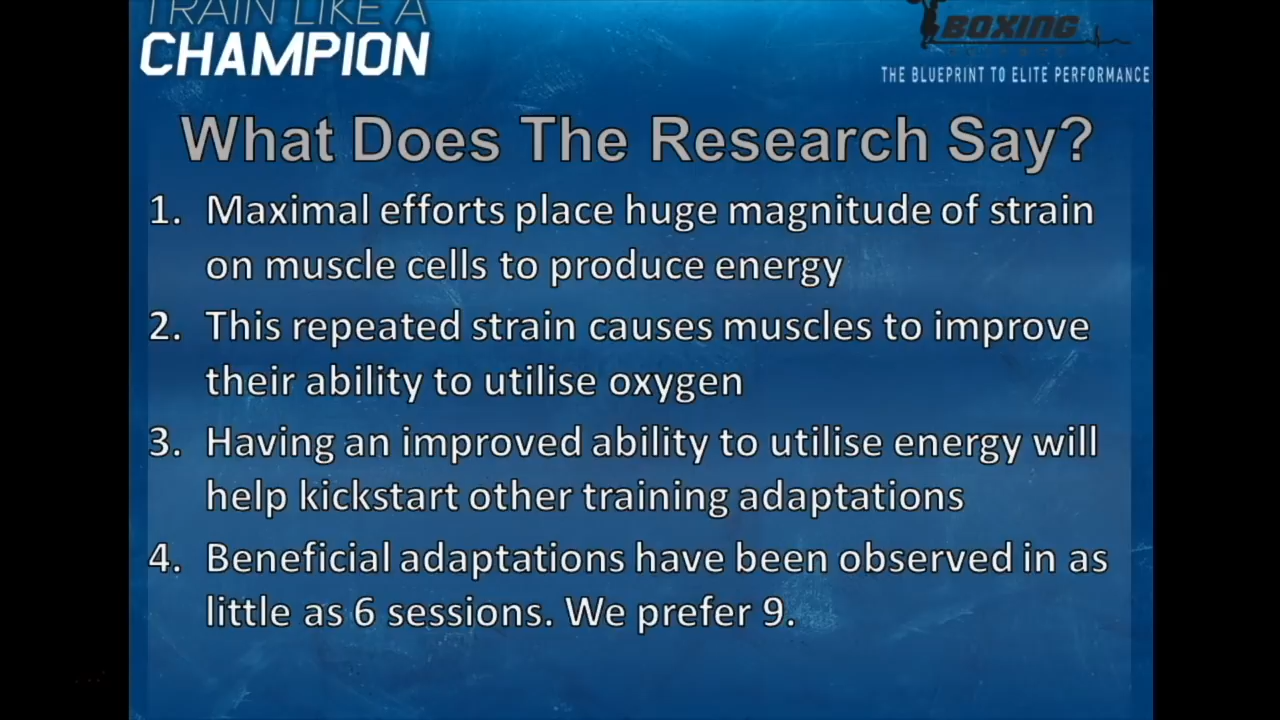 TRAIN LIKE A
CHAMPION
BOXING
THE BLUEPRINT TO ELITE PERFORMANCE
What Does The Research Say?
1. Maximal efforts place huge magnitude of strain
on muscle cells to produce energy
2. This repeated strain causes muscles to improve
their ability to utilise oxygen
3. Having an improved ability to utilise energy will
help kickstart other training adaptations
4. Beneficial adaptations have been observed in as
little as 6 sessions. We prefer 9.